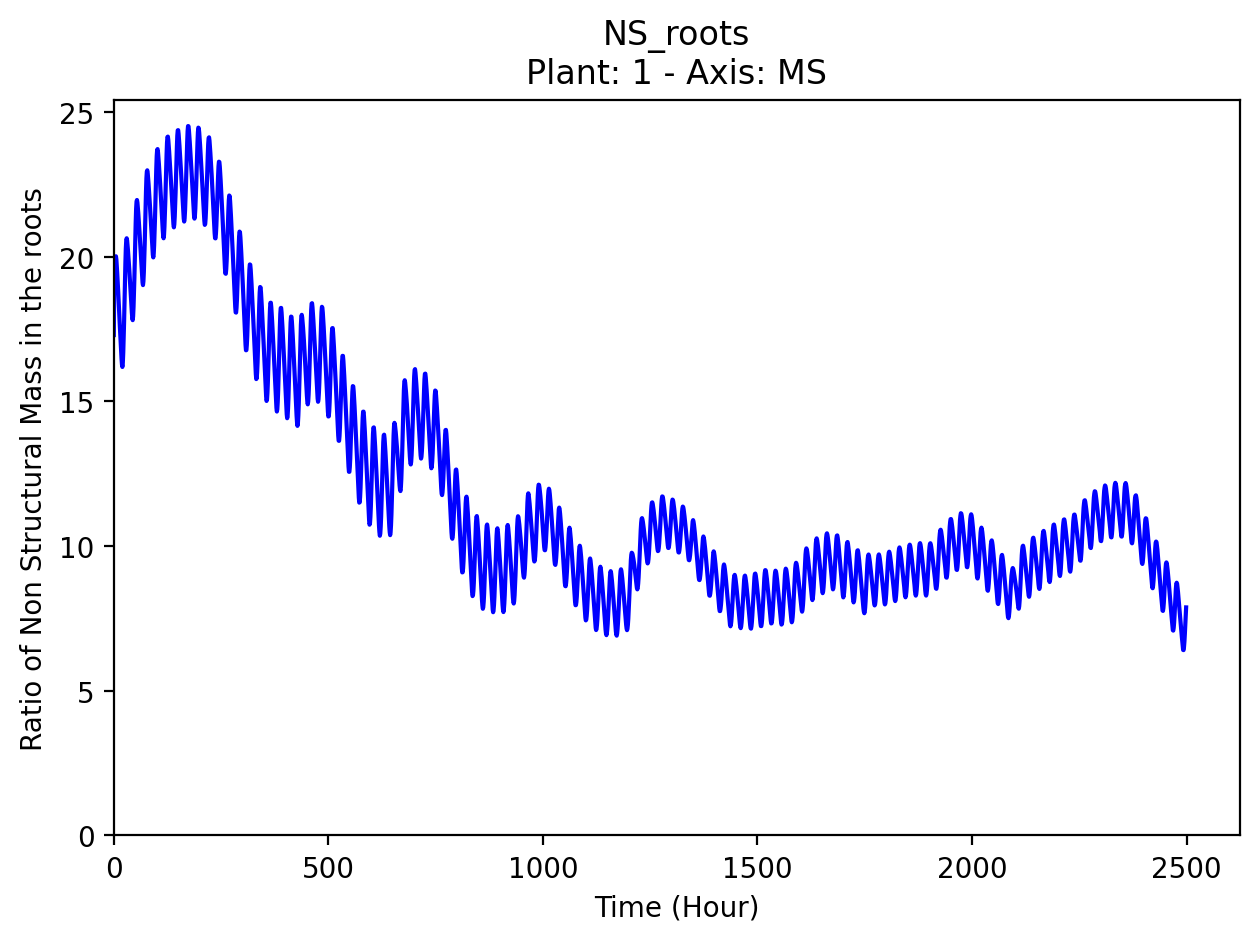 NS_roots
Plant: 1 - Axis: MS
Ratio of Non Structural Mass in the roots
25
20
15
10
5
0
0 500 1000 1500 2000 2500
Time (Hour)